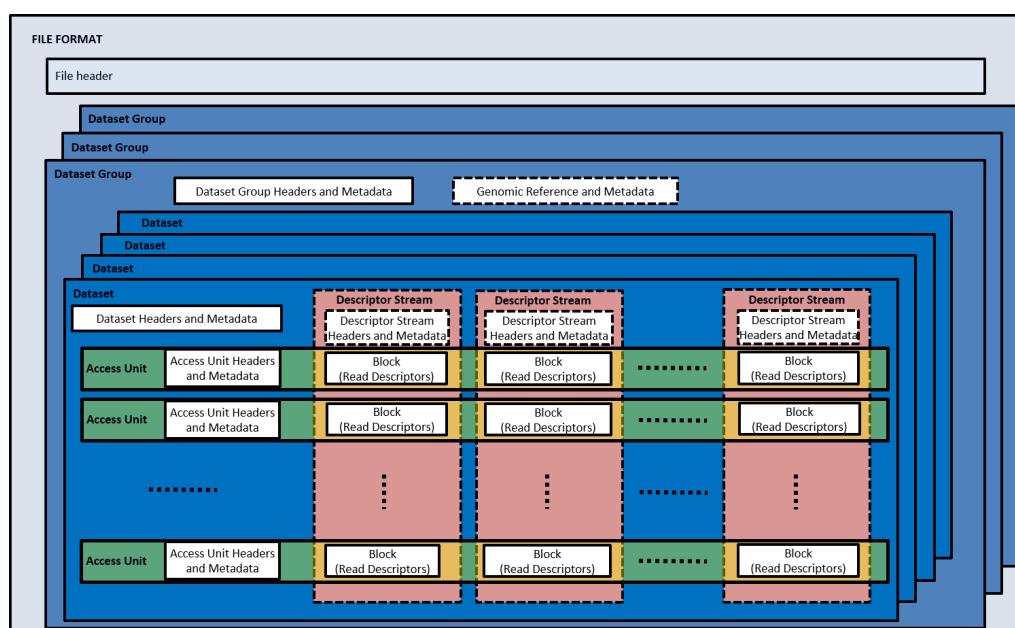 FILE FORMAT
File header
Dataset Group
Dataset Group
Dataset Group
Dataset Group Headers and Metadata
Genomic Reference and Metadata
Dataset
Dataset
Dataset
Dataset
Dataset Headers and Metadata
Descriptor Stream
Descriptor Stream
Descriptor Stream
Descriptor Stream
Headers and Metadata
Descriptor Stream
Headers and Metadata
Descriptor Stream
Headers and Metadata
Access Unit
Access Unit Headers
and Metadata
Block
(Read Descriptors)
Block
(Read Descriptors)
Block
(Read Descriptors)
Access Unit
Access Unit Headers
and Metadata
Block
(Read Descriptors)
Block
(Read Descriptors)
Block
(Read Descriptors)
Access Unit
Access Unit Headers
and Metadata
Block
(Read Descriptors)
Block
(Read Descriptors)
Block
(Read Descriptors)